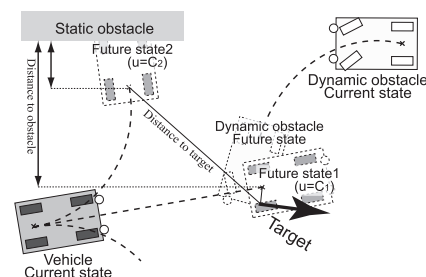 Static obstacle
Future state2
(u=C2)
Distance to obstacle
Distance to target
Dynamic obstacle
Current state
Dynamic obstacle
Future state
Future state1
(u=C1)
Target
Vehicle
Current state